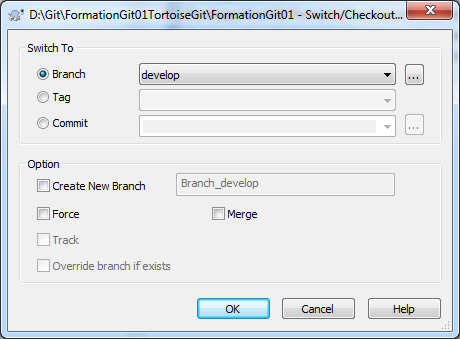 D:\Git\FormationGit01TortoiseGit\FormationGit01 - Switch/Checkout...
Switch To
Branch
develop
...
Tag
Commit
...
Option
Create New Branch
Branch_develop
Force
Merge
Track
Override branch if exists
OK
Cancel
Help